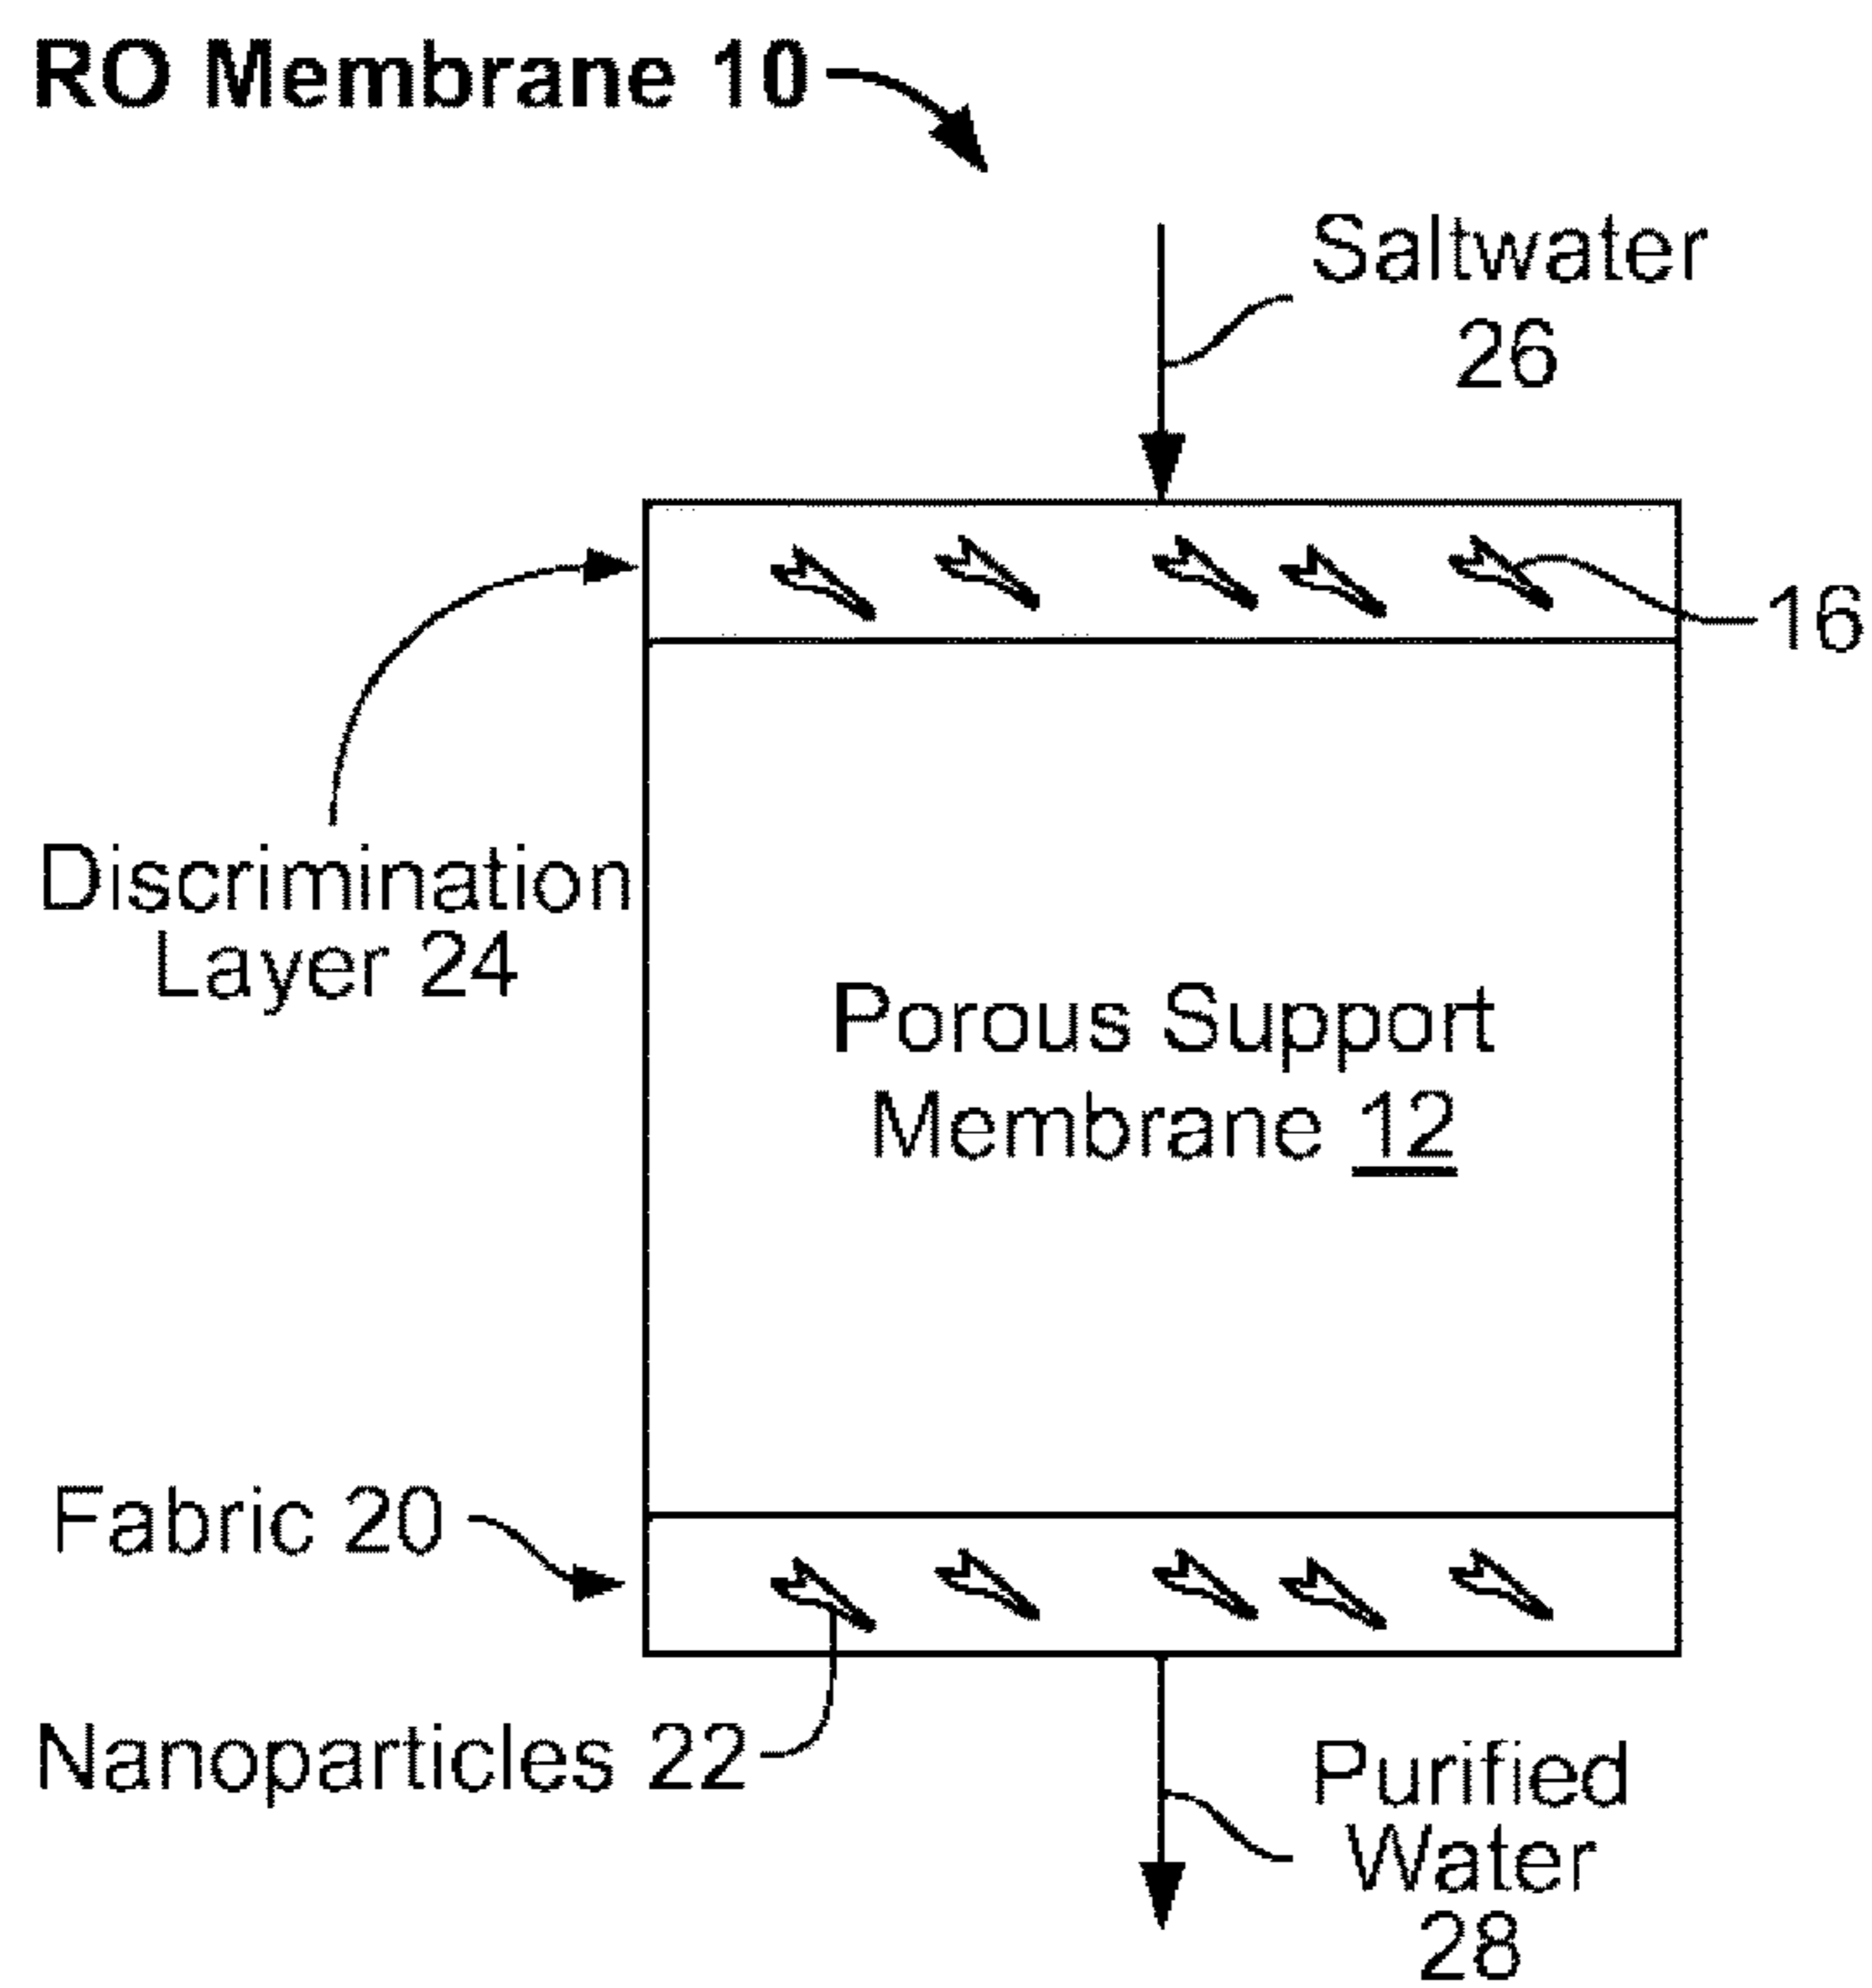 RO Membrane 10
Saltwater
26
16
Discrimination
Layer 24
Porous Support
Membrane 12
Fabric 20
Nanoparticles 22
Purified
Water
28